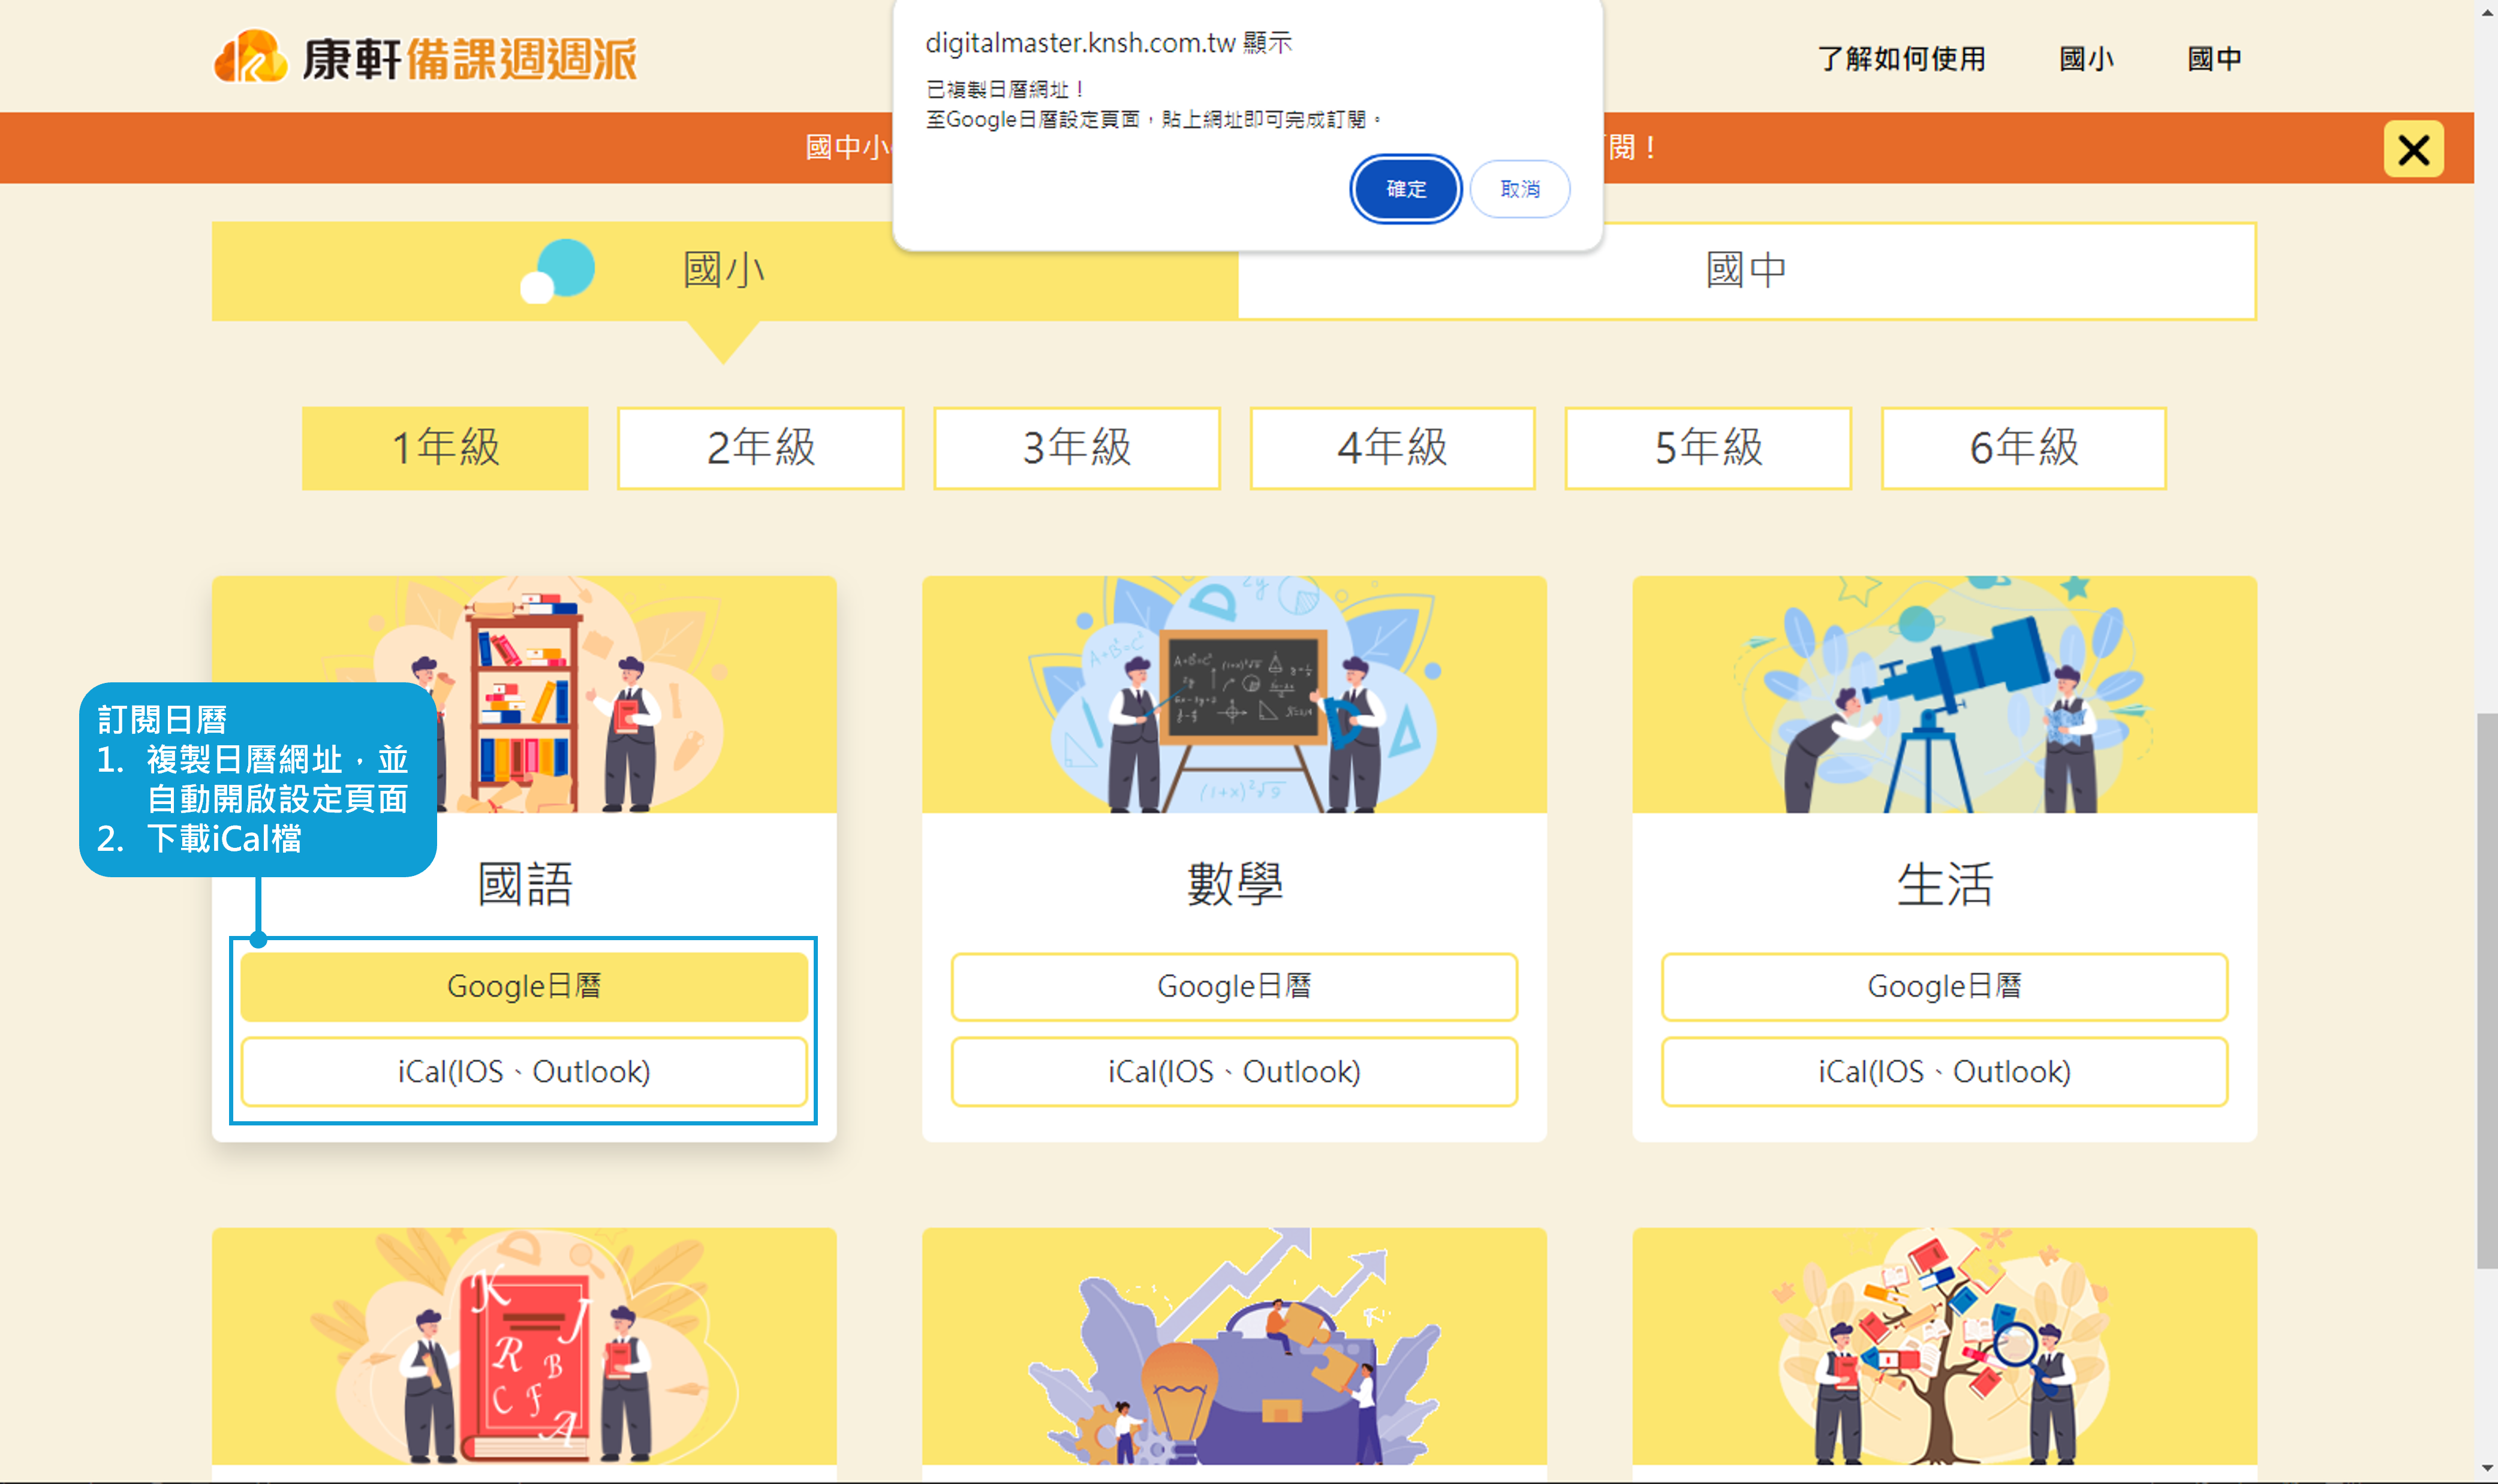 康軒備課週週派
了解如何使用
國小
國中
digitalmaster.knsh.com.tw 顯示
已複製日曆網址！
至Google日曆設定頁面，貼上網址即可完成訂閱。
確定
取消
國中小
閱！
國小
國中
1年級
2年級
3年級
4年級
5年級
6年級
訂閱日曆
1. 複製日曆網址，並
自動開啟設定頁面
2. 下載iCal檔
國語
數學
生活
Google日曆
Google日曆
Google日曆
iCal(IOS、Outlook)
iCal(IOS、Outlook)
iCal(IOS、Outlook)
K
J
R
B
C
F
A